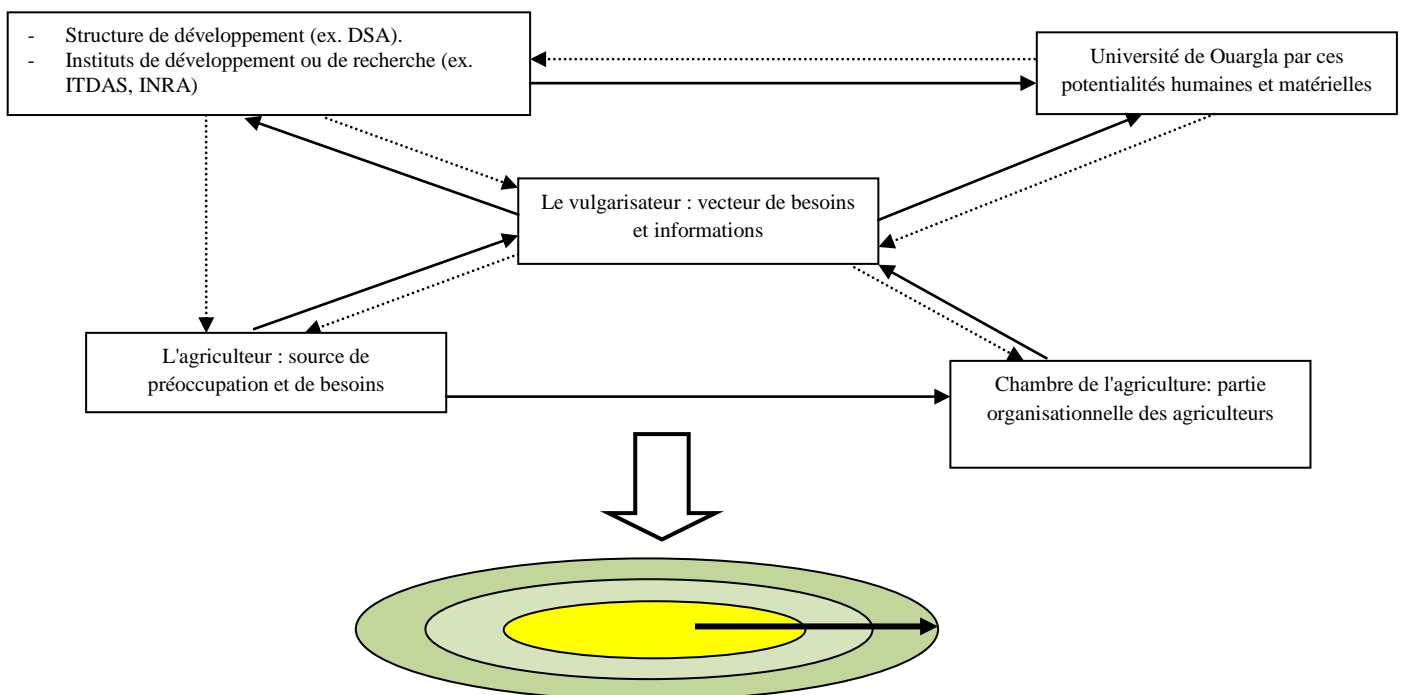 - Structure de développement (ex. DSA).
- Instituts de développement ou de recherche (ex.
ITDAS, INRA)
Université de Ouargla par ces
potentialités humaines et matérielles
Le vulgarisateur : vecteur de besoins
et informations
L'agriculteur : source de
préoccupation et de besoins
Chambre de l'agriculture: partie
organisationnelle des agriculteurs